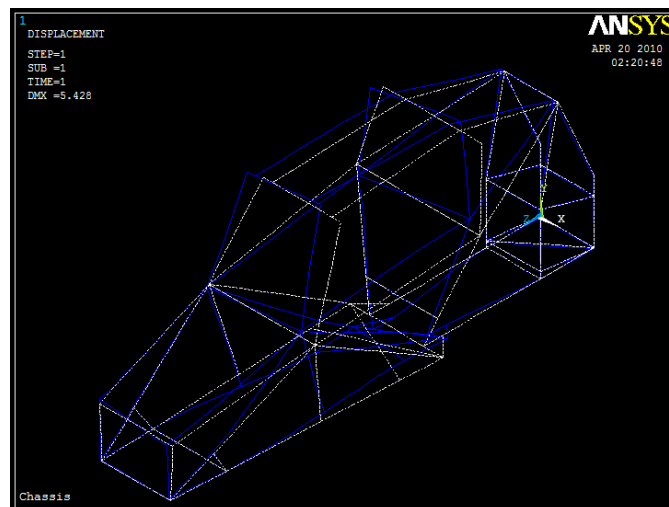 1
DISPLACEMENT
STEP=1
SUB =1
TIME=1
DMX =5.428
ANSYS
APR 20 2010
02:20:48
Y
Z
X
Chassis